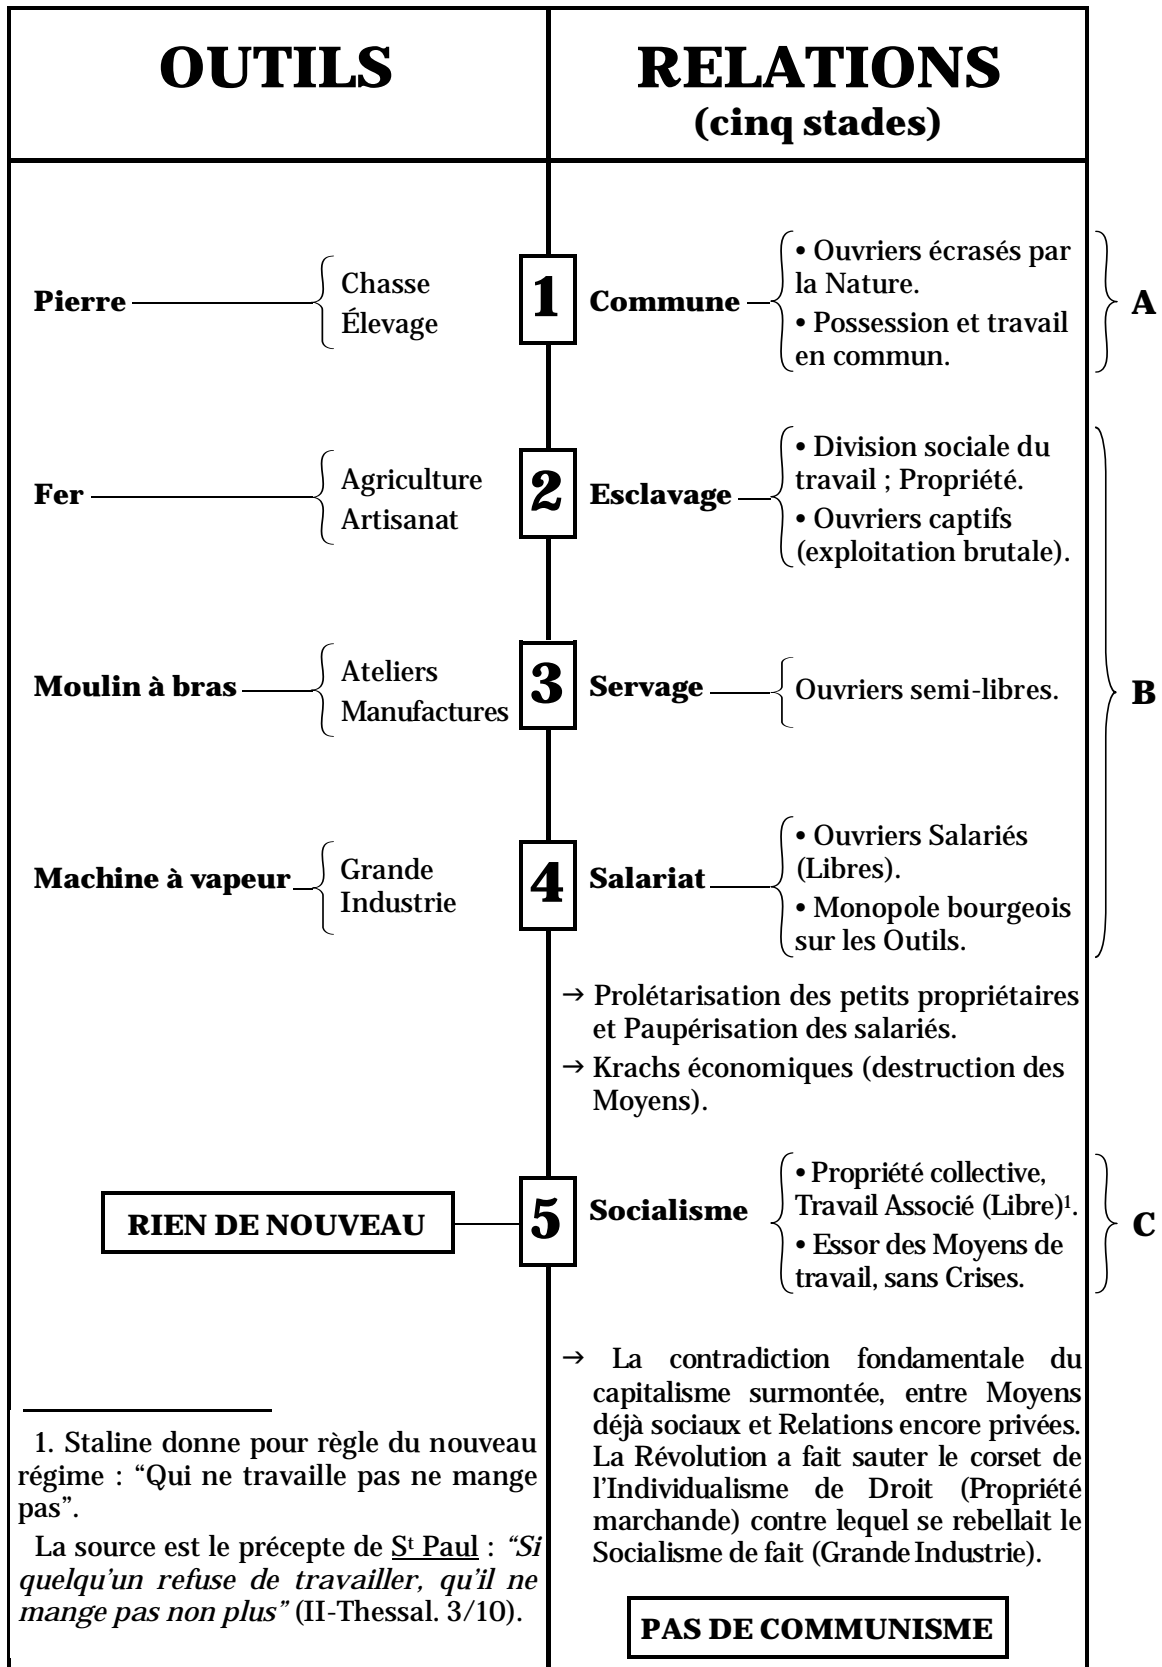 OUTILS
RELATIONS
(cinq stades)
Pierre
Chasse
Élevage
1
Commune
• Ouvriers écrasés par
la Nature.
• Possession et travail
en commun.
A
Fer
Agriculture
Artisanat
2
Esclavage
• Division sociale du
travail ; Propriété.
• Ouvriers captifs
(exploitation brutale).
Moulin à bras
Ateliers
Manufactures
3
Servage
Ouvriers semi-libres.
B
Machine à vapeur
Grande
Industrie
4
Salariat
• Ouvriers Salariés
(Libres).
• Monopole bourgeois
sur les Outils.
→ Prolétarisation des petits propriétaires
et Paupérisation des salariés.
→ Krachs économiques (destruction des
Moyens).
RIEN DE NOUVEAU
5
Socialisme
• Propriété collective,
Travail Associé (Libre)¹.
• Essor des Moyens de
travail, sans Crises.
C
→ La contradiction fondamentale du
capitalisme surmontée, entre Moyens
déjà sociaux et Relations encore privées.
La Révolution a fait sauter le corset de
l'Individualisme de Droit (Propriété
marchande) contre lequel se rebellait le
Socialisme de fait (Grande Industrie).
PAS DE COMMUNISME
1. Staline donne pour règle du nouveau
régime : “Qui ne travaille pas ne mange
pas”.
La source est le précepte de Sᵗ Paul : “Si
quelqu'un refuse de travailler, qu'il ne
mange pas non plus” (II-Thessal. 3/10).